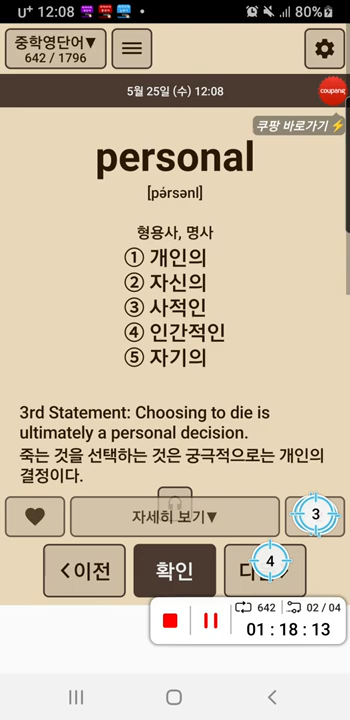 U+ 12:08 80%
중학영단어▼
642 / 1796
5월 25일 (수) 12:08
coupang
쿠팡 바로가기⚡
personal
[pə́rsənl]
형용사, 명사
① 개인의
② 자신의
③ 사적인
④ 인간적인
⑤ 자기의
3rd Statement: Choosing to die is
ultimately a personal decision.
죽는 것을 선택하는 것은 궁극적으로는 개인의
결정이다.
자세히 보기▼
3
<이전
확인
4
642 02 / 04
01 : 18 : 13